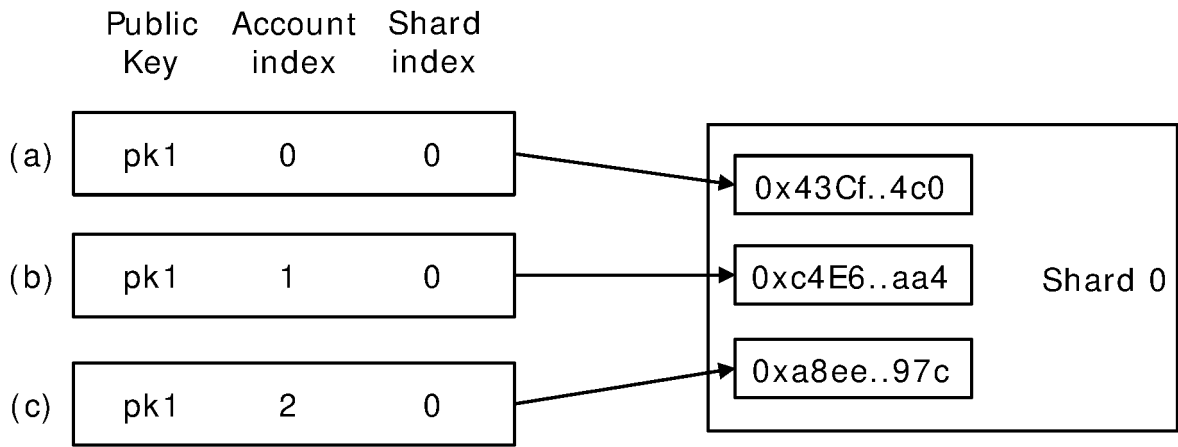 Public Account Shard
Key index index
(a) pk1 0 0
0x43Cf..4c0
(b) pk1 1 0
0xc4E6..aa4
Shard 0
(c) pk1 2 0
0xa8ee..97c